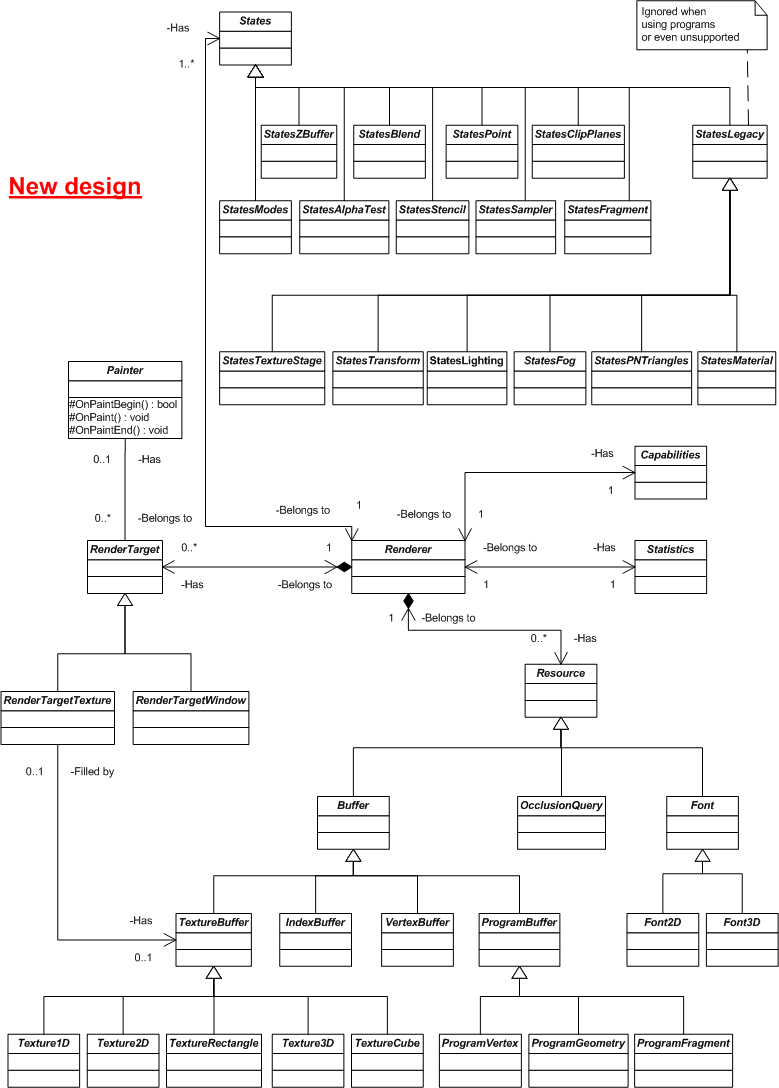 States
-Has
1..*
Ignored when
using programs
or even unsupported
StatesZBuffer
StatesBlend
StatesPoint
StatesClipPlanes
StatesLegacy
New design
StatesModes
StatesAlphaTest
StatesStencil
StatesSampler
StatesFragment
StatesTextureStage
StatesTransform
StatesLighting
StatesFog
StatesPNTriangles
StatesMaterial
Painter
#OnPaintBegin() : bool
#OnPaint() : void
#OnPaintEnd() : void
0..1
-Has
0..*
-Belongs to
-Belongs to
1
-Belongs to
1
-Has
1
Capabilities
RenderTarget
0..*
-Has
1
-Belongs to
Renderer
-Belongs to
1
-Has
1
Statistics
1
-Belongs to
0..*
-Has
Resource
RenderTargetTexture
RenderTargetWindow
0..1
-Filled by
Buffer
OcclusionQuery
Font
-Has
0..1
TextureBuffer
IndexBuffer
VertexBuffer
ProgramBuffer
Font2D
Font3D
Texture1D
Texture2D
TextureRectangle
Texture3D
TextureCube
ProgramVertex
ProgramGeometry
ProgramFragment